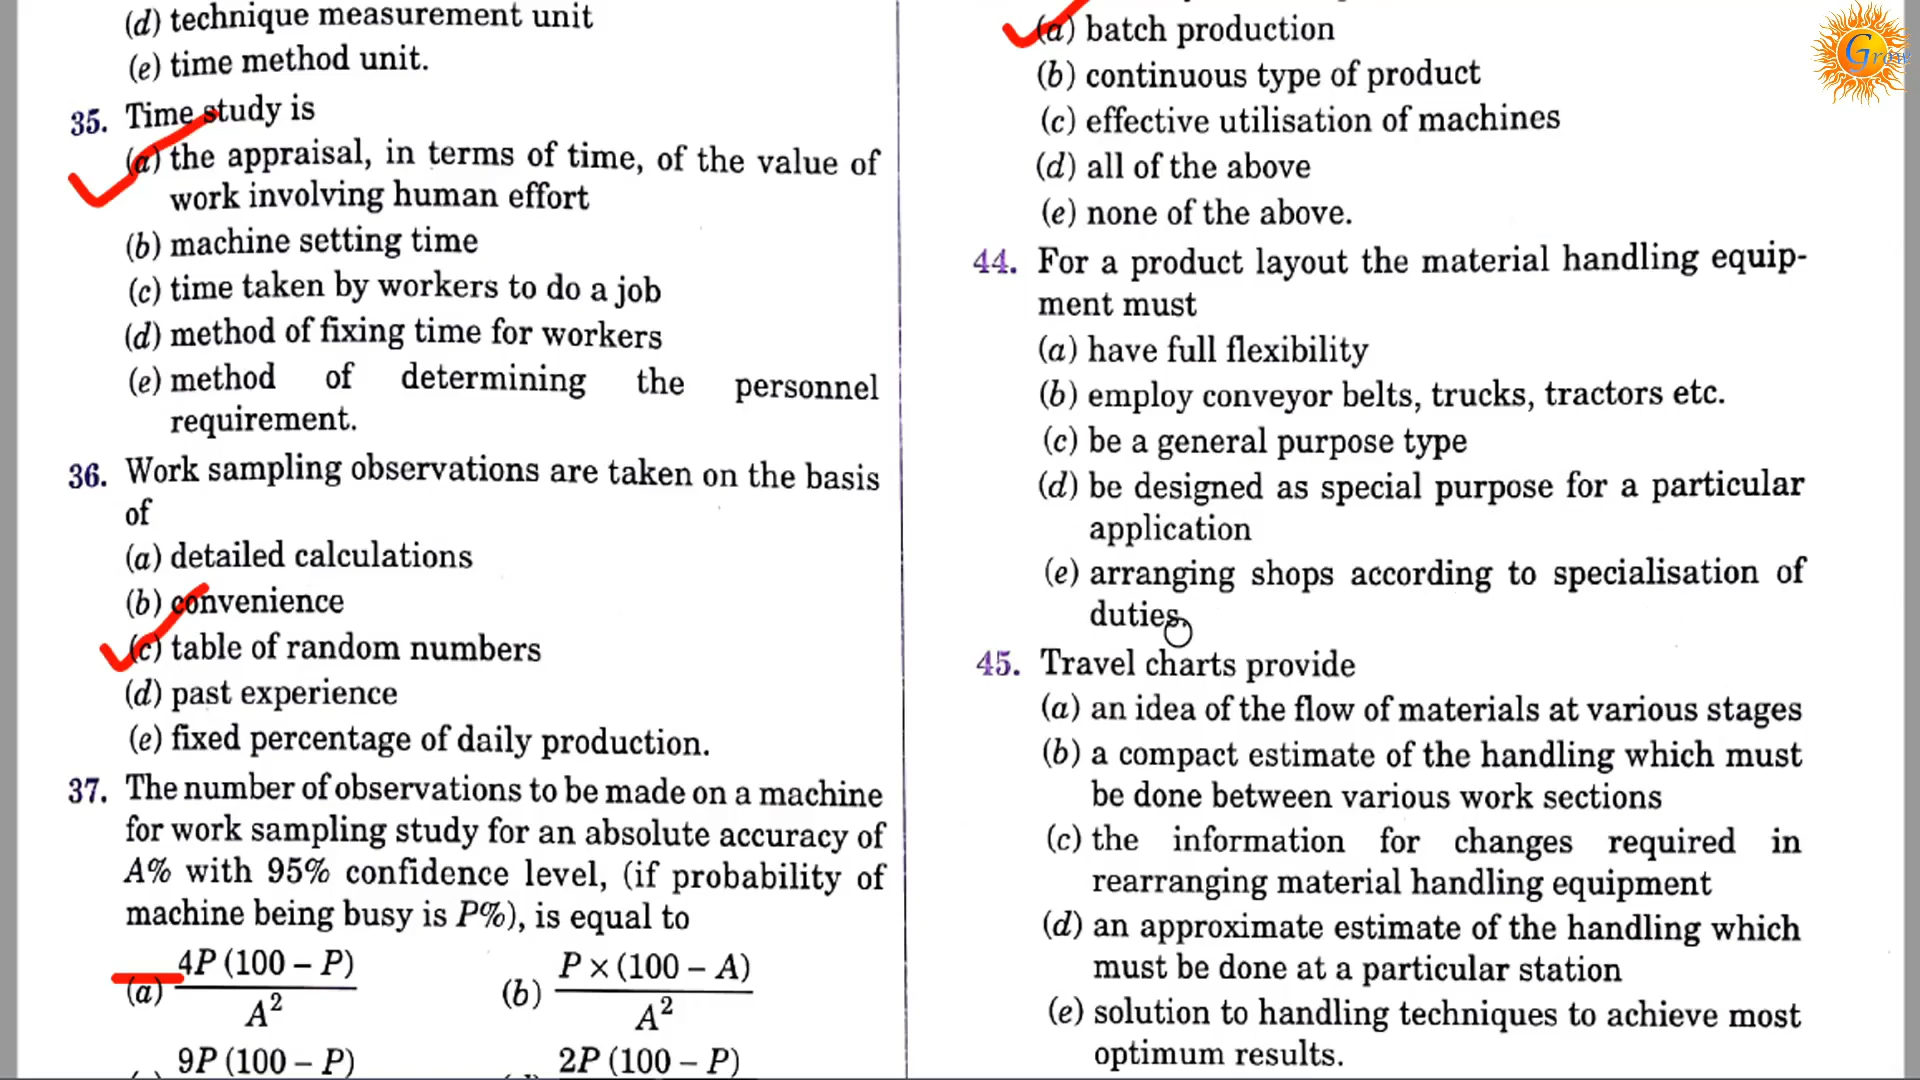 (d) technique measurement unit
(e) time method unit.
35. Time study is
(a) the appraisal, in terms of time, of the value of
work involving human effort
(b) machine setting time
(c) time taken by workers to do a job
(d) method of fixing time for workers
(e) method of determining the personnel
requirement.
36. Work sampling observations are taken on the basis
of
(a) detailed calculations
(b) convenience
(c) table of random numbers
(d) past experience
(e) fixed percentage of daily production.
37. The number of observations to be made on a machine
for work sampling study for an absolute accuracy of
A% with 95% confidence level, (if probability of
machine being busy is P%), is equal to
(a) 4P (100 – P)
A²
(b) P × (100 – A)
A²
9P (100 – P)
2P (100 – P)
(a) batch production
(b) continuous type of product
(c) effective utilisation of machines
(d) all of the above
(e) none of the above.
44. For a product layout the material handling equip-
ment must
(a) have full flexibility
(b) employ conveyor belts, trucks, tractors etc.
(c) be a general purpose type
(d) be designed as special purpose for a particular
application
(e) arranging shops according to specialisation of
duties.
45. Travel charts provide
(a) an idea of the flow of materials at various stages
(b) a compact estimate of the handling which must
be done between various work sections
(c) the information for changes required in
rearranging material handling equipment
(d) an approximate estimate of the handling which
must be done at a particular station
(e) solution to handling techniques to achieve most
optimum results.
Grow